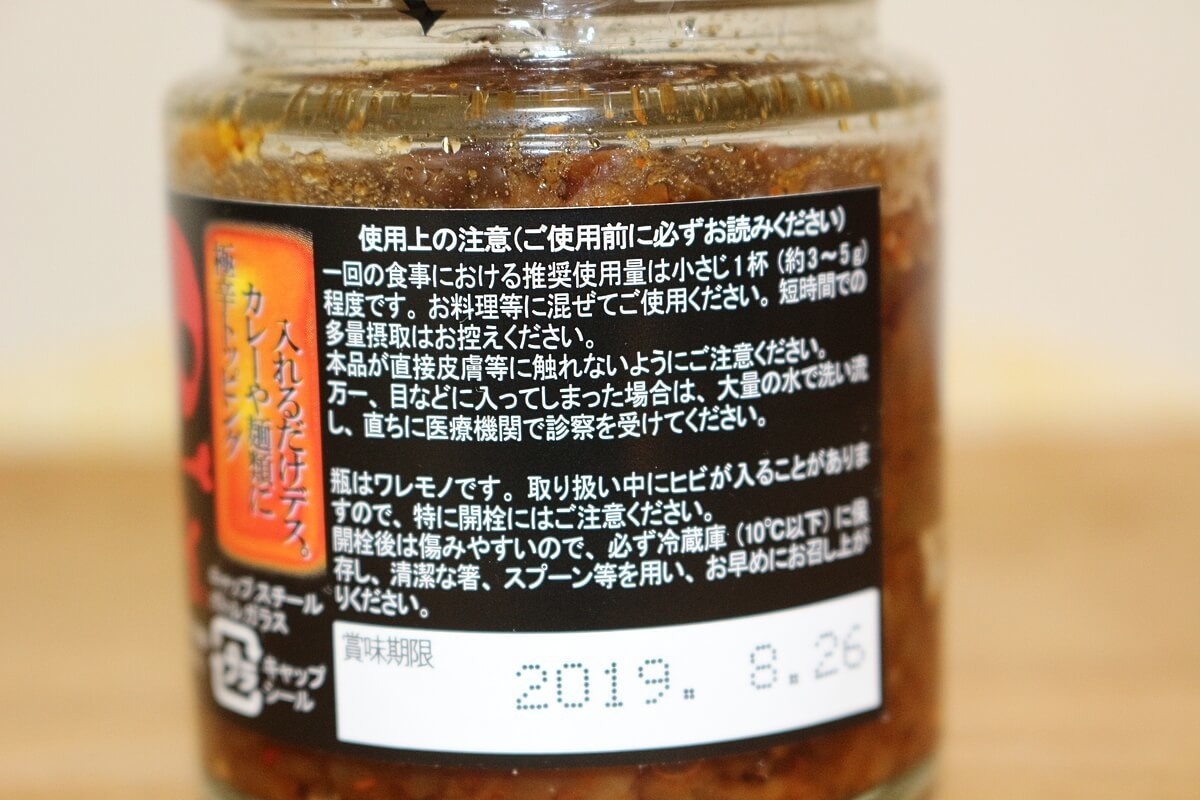 使用上の注意(ご使用前に必ずお読みください)
一回の食事における推奨使用量は小さじ1杯(約3～5g)
程度です。お料理等に混ぜてご使用ください。短時間での
多量摂取はお控えください。
本品が直接皮膚等に触れないようにご注意ください。
万一、目などに入ってしまった場合は、大量の水で洗い流
し、直ちに医療機関で診察を受けてください。
瓶はワレモノです。取り扱い中にヒビが入ることがありま
すので、特に開栓にはご注意ください。
開栓後は傷みやすいので、必ず冷蔵庫(10℃以下)に保
存し、清潔な箸、スプーン等を用い、お早めにお召し上が
りください。
賞味期限
2019. 8.26
入れるだけデス。
カレーや麺類に
極辛トッピング
キャップ:スチール
ボトル:ガラス
プラ
キャップ
シール